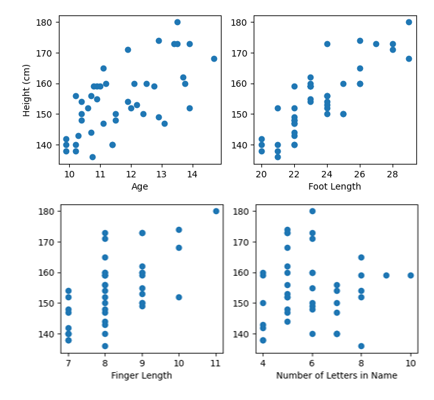 180
170
160
150
140
Height (cm)
10 11 12 13 14
Age
180
170
160
150
140
20 22 24 26 28
Foot Length
180
170
160
150
140
7 8 9 10 11
Finger Length
180
170
160
150
140
4 6 8 10
Number of Letters in Name